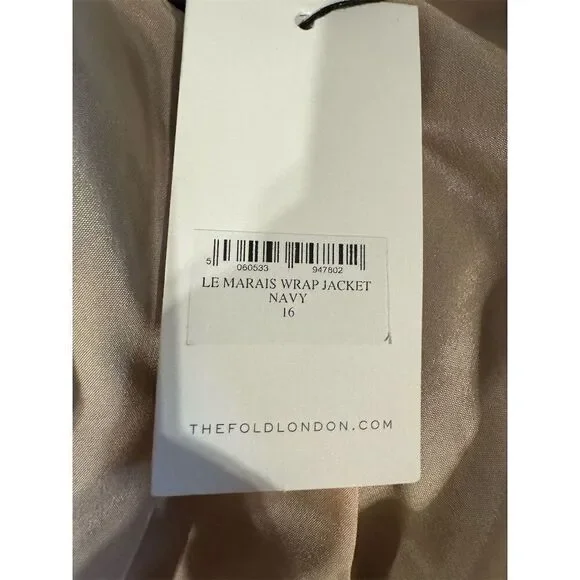 5 060533 947802
LE MARAIS WRAP JACKET
NAVY
16
THEFOLDLONDON.COM